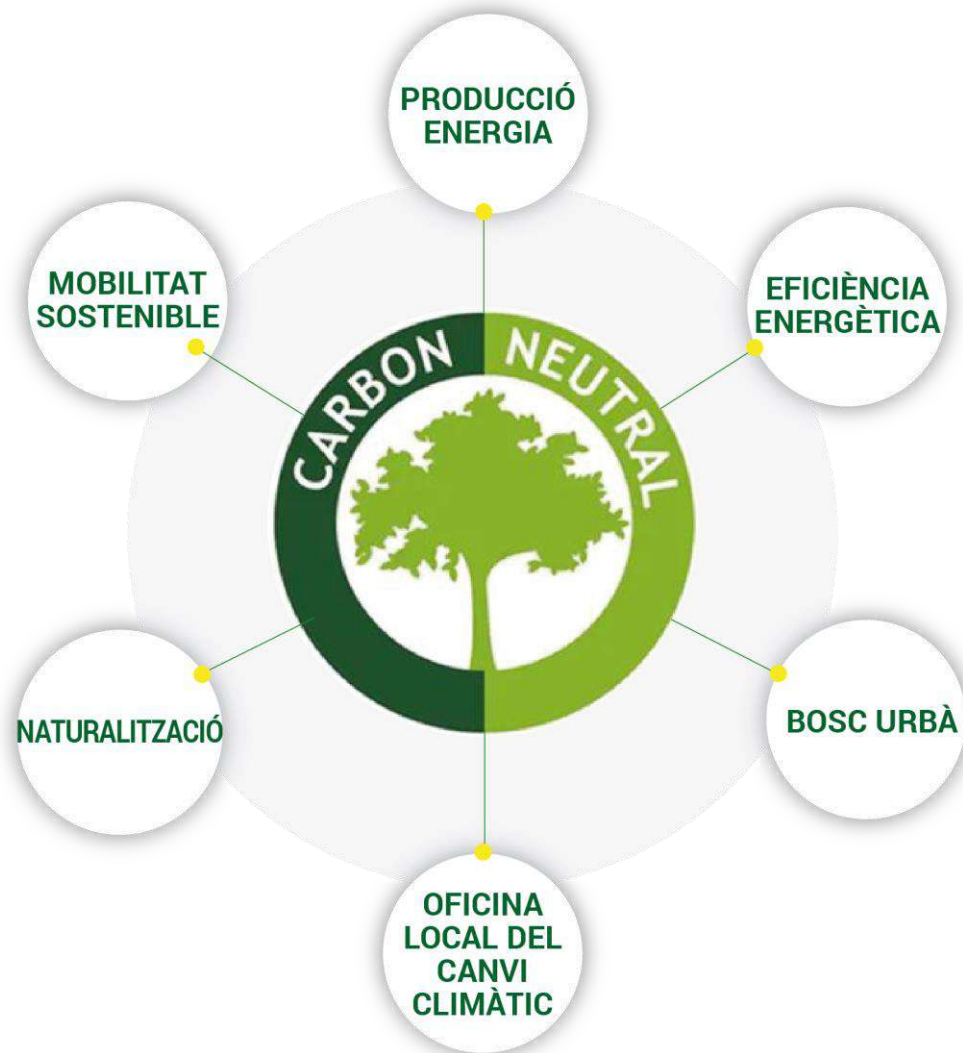 PRODUCCIÓ
ENERGIA
MOBILITAT
SOSTENIBLE
EFICIÈNCIA
ENERGÈTICA
CARBON NEUTRAL
NATURALITZACIÓ
BOSC URBÀ
OFICINA
LOCAL DEL
CANVI
CLIMÀTIC